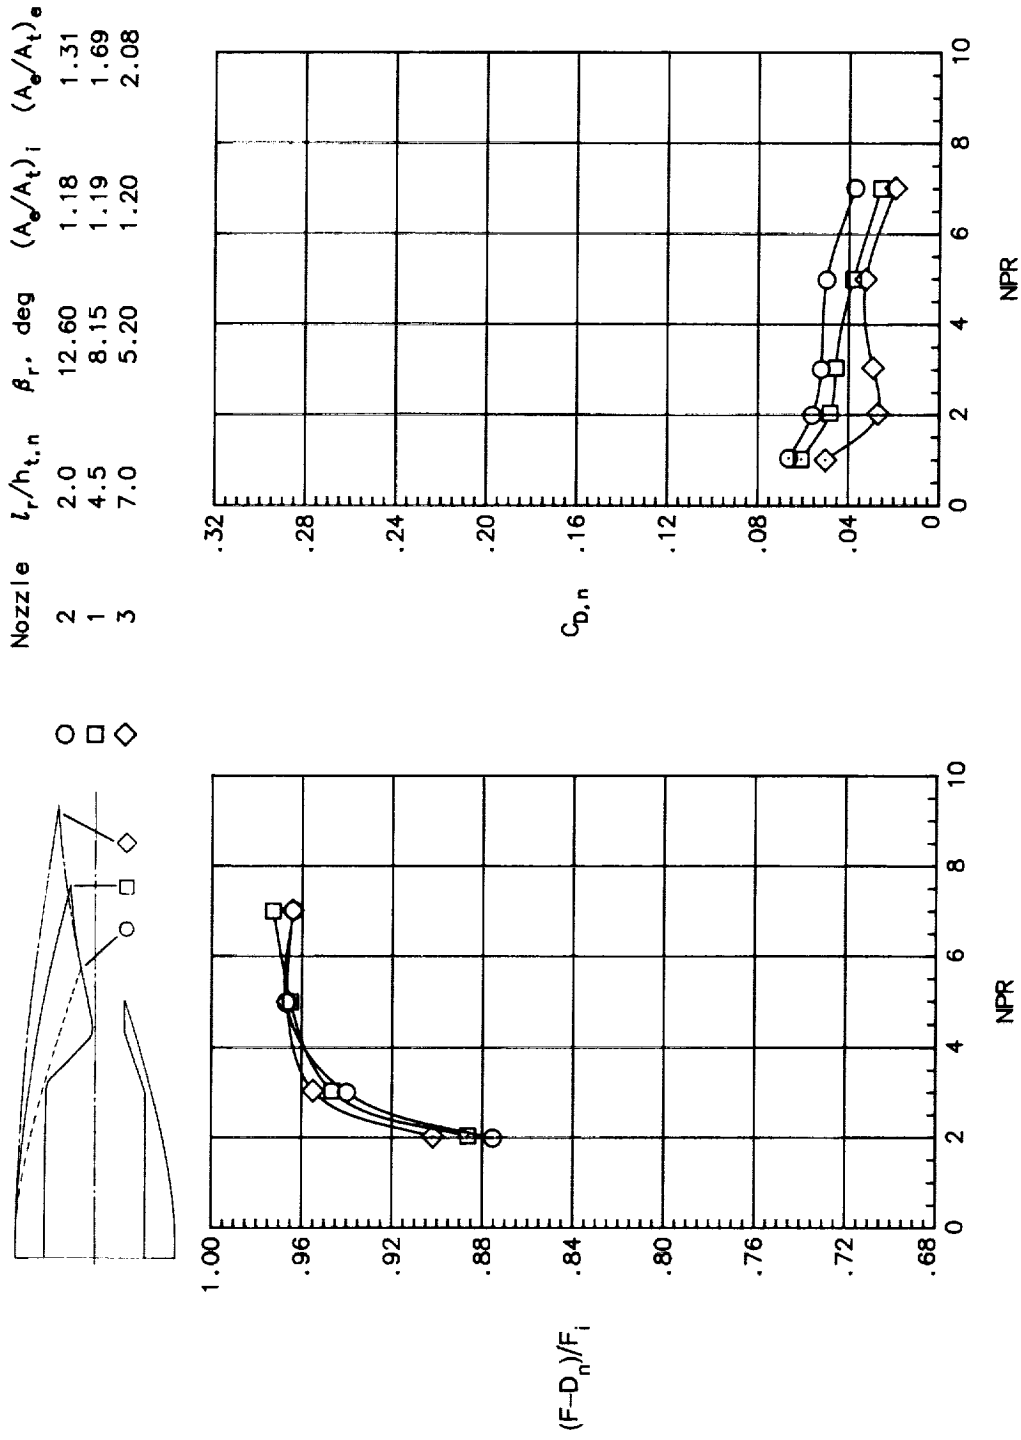 Nozzle l_r/h_t,n β_r, deg (A_e/A_t)_i (A_e/A_t)_e
2 2.0 12.60 1.18 1.31
1 4.5 8.15 1.19 1.69
3 7.0 5.20 1.20 2.08
(F-D_n)/F_i
1.00
.96
.92
.88
.84
.80
.76
.72
.68
0 2 4 6 8 10
NPR
C_D,n
.32
.28
.24
.20
.16
.12
.08
.04
0
0 2 4 6 8 10
NPR